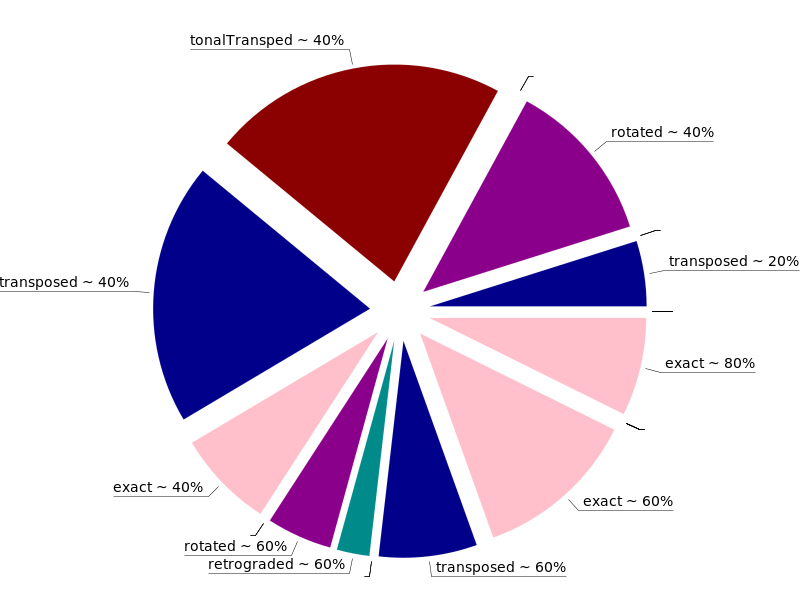 tonalTransped ~ 40%
rotated ~ 40%
transposed ~ 20%
transposed ~ 40%
exact ~ 80%
exact ~ 40%
exact ~ 60%
rotated ~ 60%
retrograded ~ 60%
transposed ~ 60%